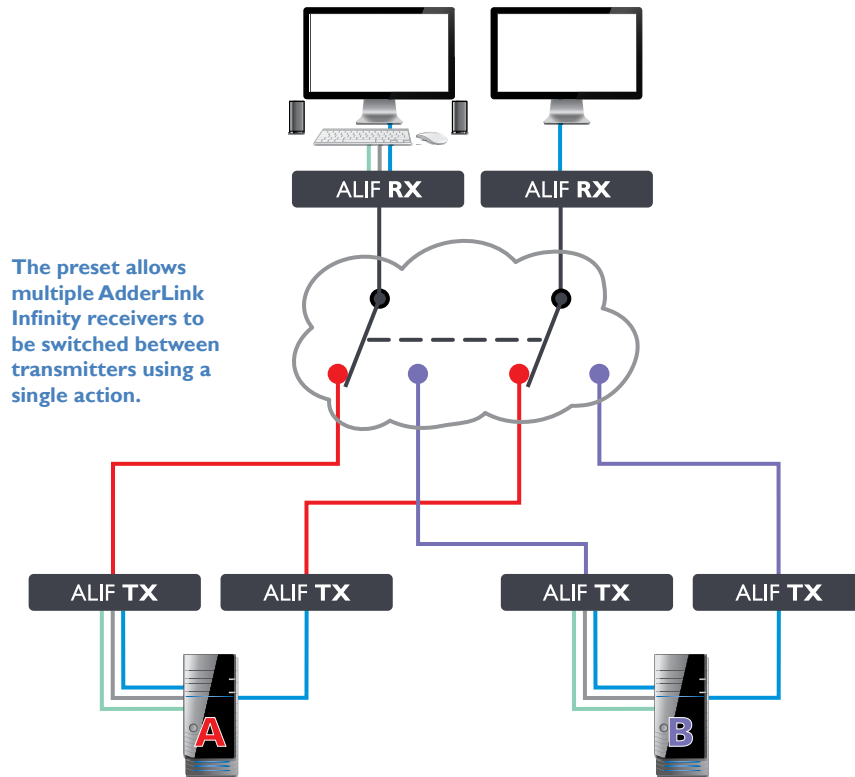 ALIF RX
ALIF RX
The preset allows
multiple AdderLink
Infinity receivers to
be switched between
transmitters using a
single action.
ALIF TX
ALIF TX
ALIF TX
ALIF TX
A
B